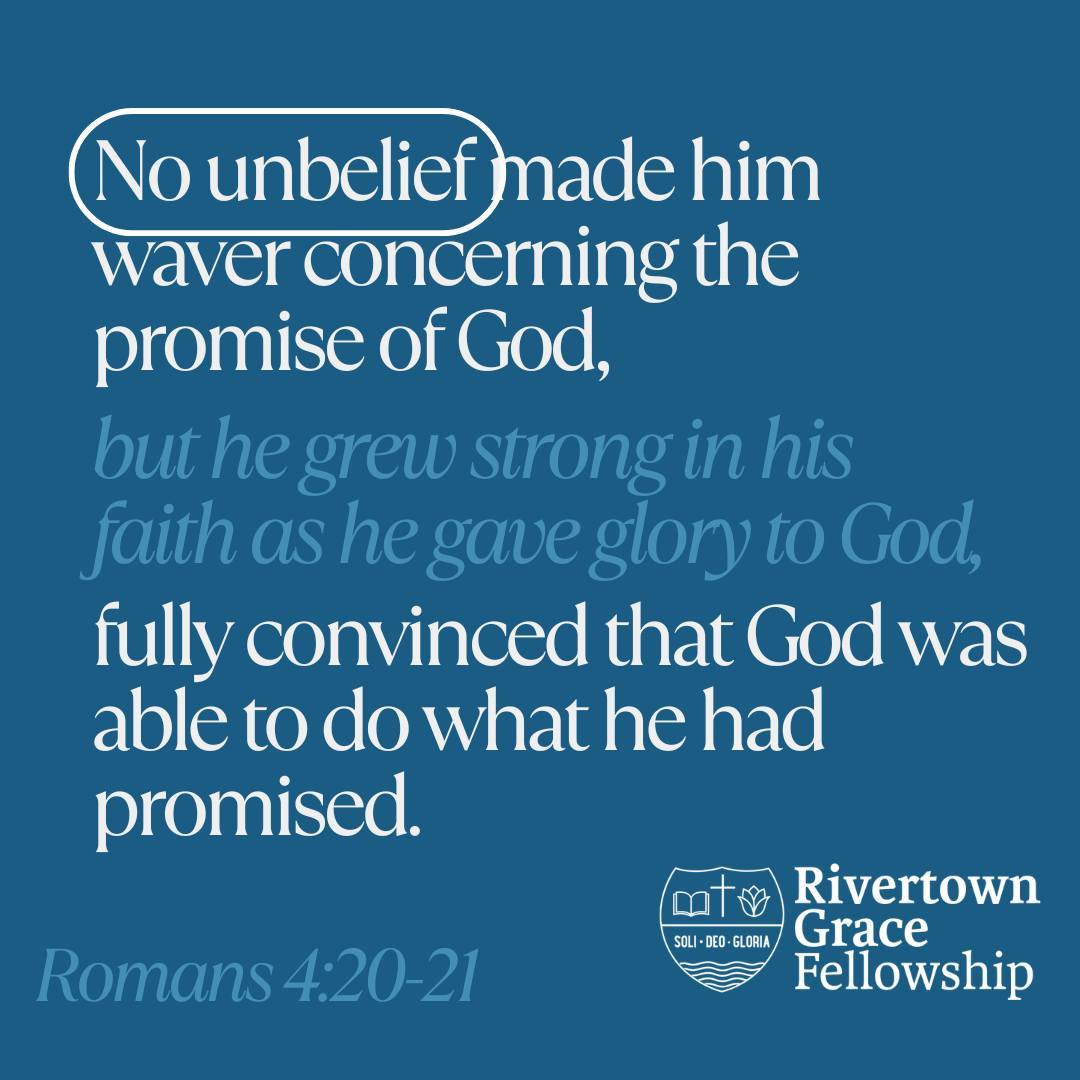 No unbelief made him
waver concerning the
promise of God,
but he grew strong in his
faith as he gave glory to God,
fully convinced that God was
able to do what he had
promised.
Romans 4:20-21
SOLI · DEO · GLORIA
Rivertown
Grace
Fellowship